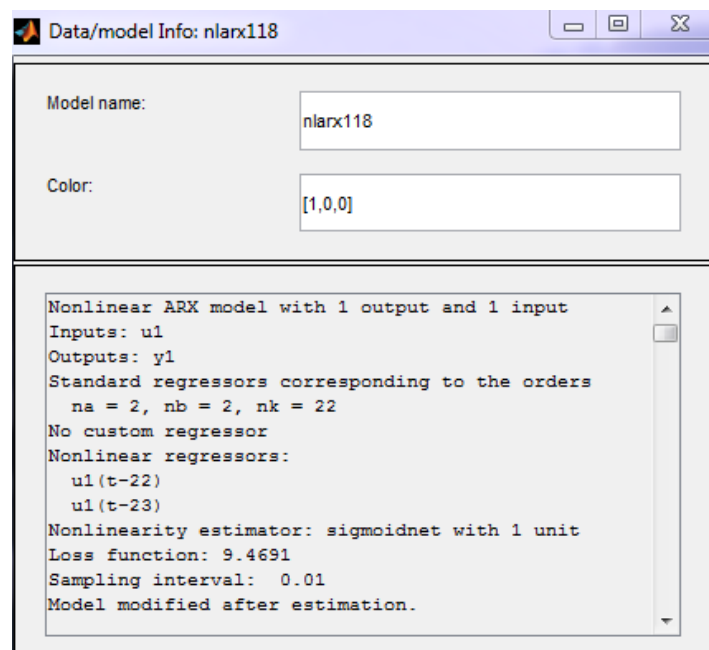 Data/model Info: nlarx118
Model name:
nlarx118
Color:
[1,0,0]
Nonlinear ARX model with 1 output and 1 input
Inputs: u1
Outputs: y1
Standard regressors corresponding to the orders
na = 2, nb = 2, nk = 22
No custom regressor
Nonlinear regressors:
u1(t-22)
u1(t-23)
Nonlinearity estimator: sigmoidnet with 1 unit
Loss function: 9.4691
Sampling interval:  0.01
Model modified after estimation.